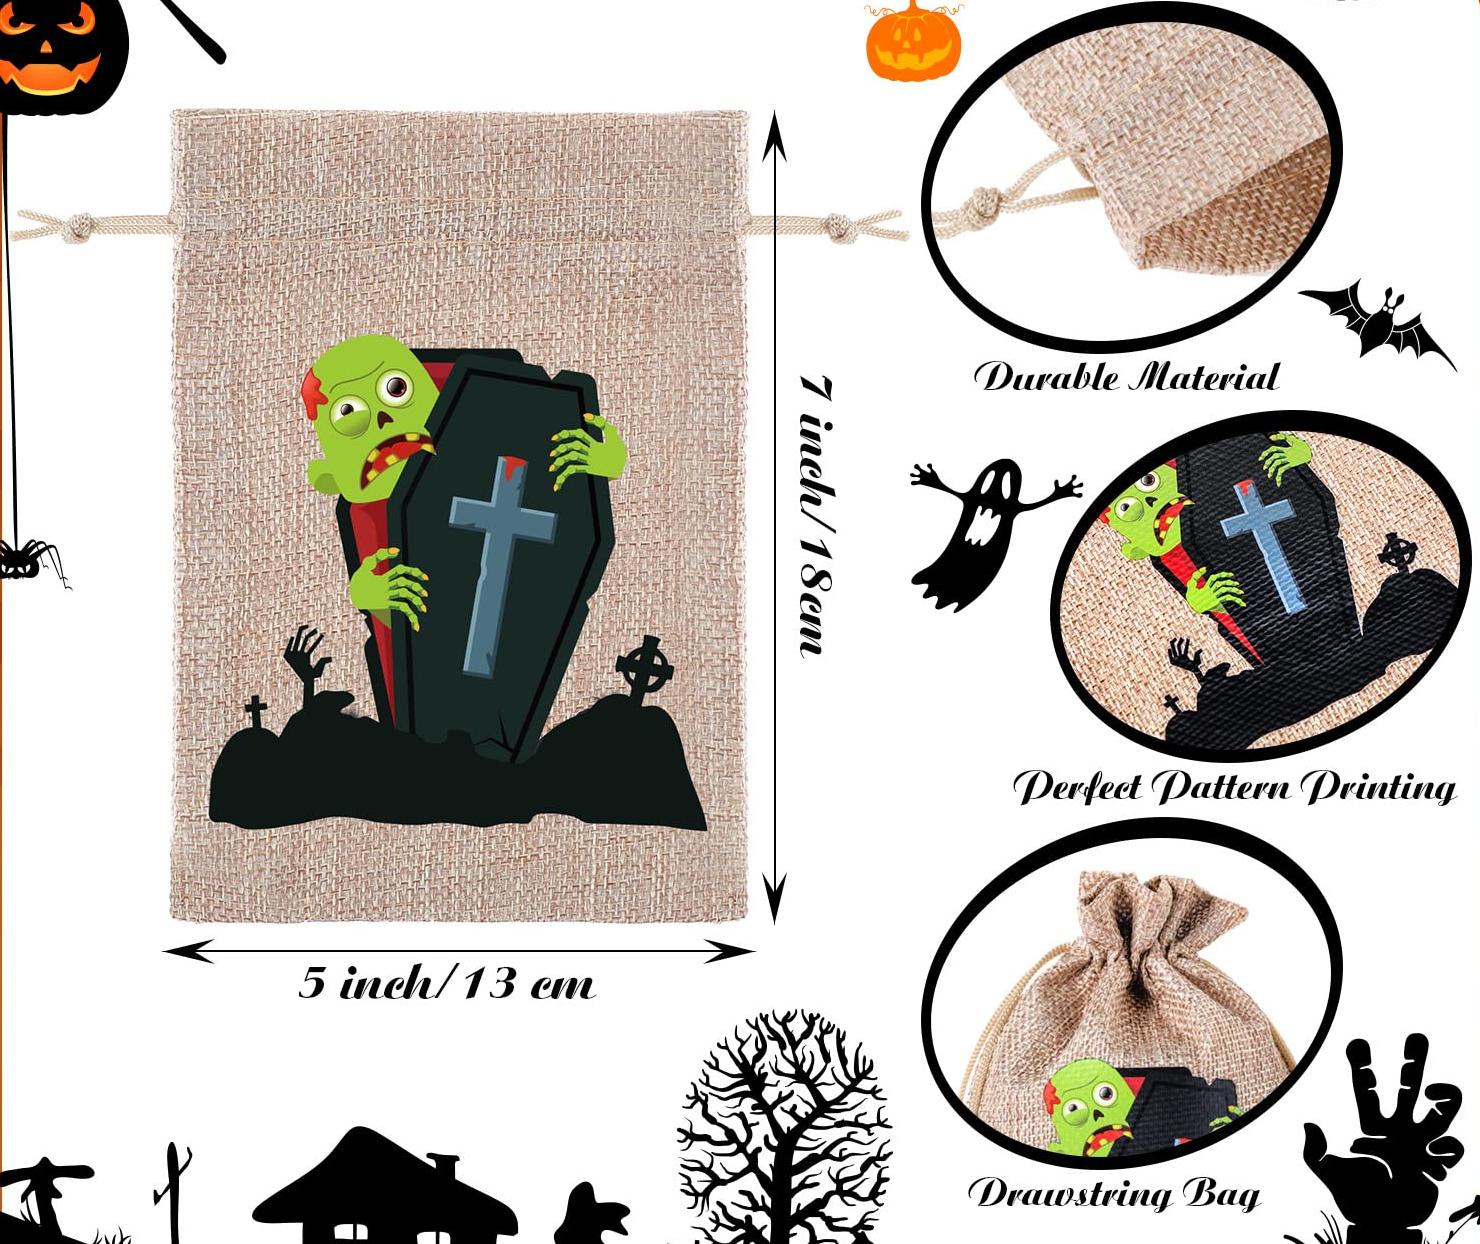 Durable Material
7 inch/18cm
Perfect Pattern Printing
5 inch/13 cm
Drawstring Bag